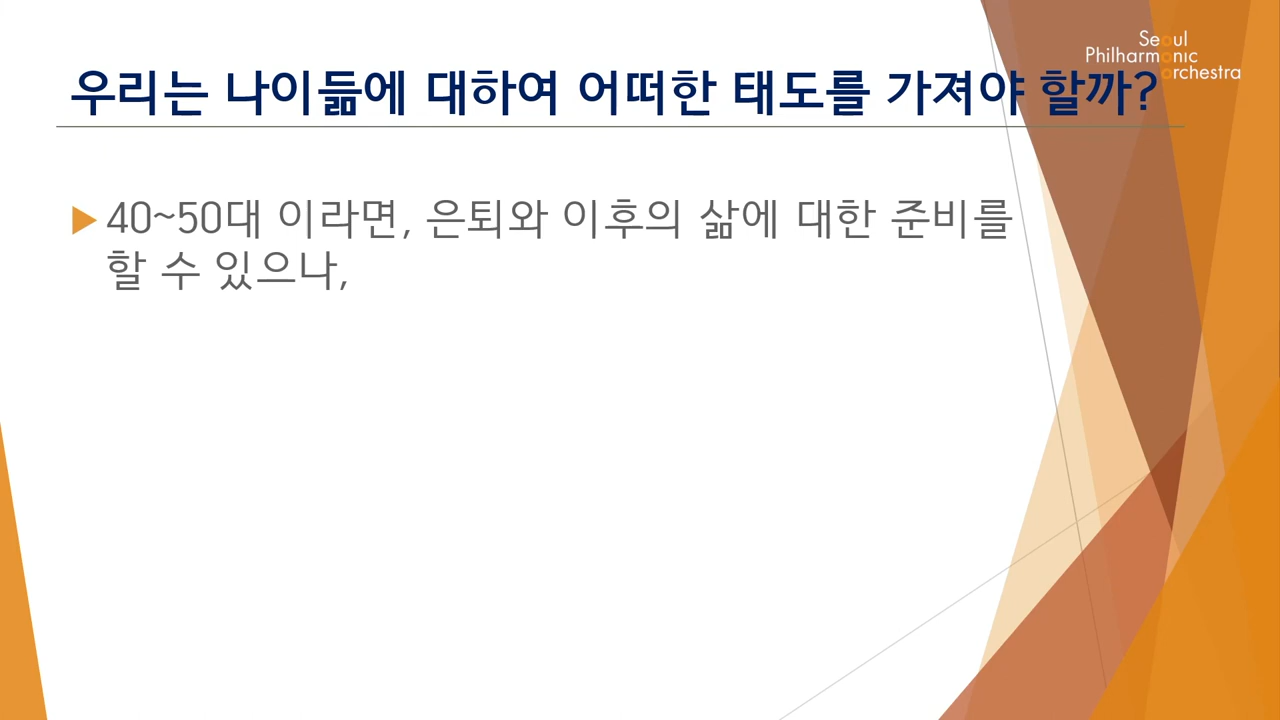 Seoul
Philharmonic
Orchestra
우리는 나이듦에 대하여 어떠한 태도를 가져야 할까?
40~50대 이라면, 은퇴와 이후의 삶에 대한 준비를
할 수 있으나,